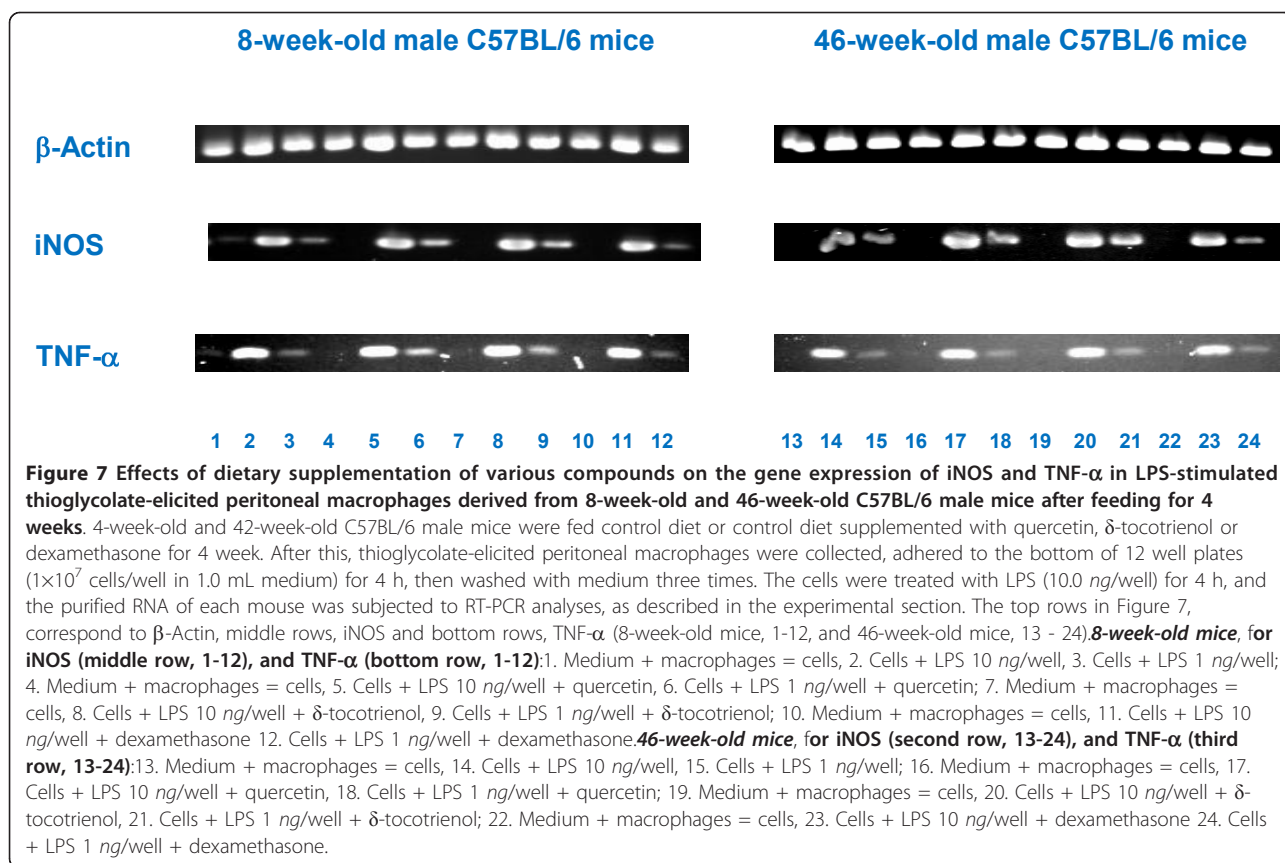 8-week-old male C57BL/6 mice 46-week-old male C57BL/6 mice
β-Actin
iNOS
TNF-α
1 2 3 4 5 6 7 8 9 10 11 12 13 14 15 16 17 18 19 20 21 22 23 24
Figure 7 Effects of dietary supplementation of various compounds on the gene expression of iNOS and TNF-α in LPS-stimulated
thioglycolate-elicited peritoneal macrophages derived from 8-week-old and 46-week-old C57BL/6 male mice after feeding for 4
weeks. 4-week-old and 42-week-old C57BL/6 male mice were fed control diet or control diet supplemented with quercetin, δ-tocotrienol or
dexamethasone for 4 week. After this, thioglycolate-elicited peritoneal macrophages were collected, adhered to the bottom of 12 well plates
(1×10⁷ cells/well in 1.0 mL medium) for 4 h, then washed with medium three times. The cells were treated with LPS (10.0 ng/well) for 4 h, and
the purified RNA of each mouse was subjected to RT-PCR analyses, as described in the experimental section. The top rows in Figure 7,
correspond to β-Actin, middle rows, iNOS and bottom rows, TNF-α (8-week-old mice, 1-12, and 46-week-old mice, 13 - 24).8-week-old mice, for
iNOS (middle row, 1-12), and TNF-α (bottom row, 1-12):1. Medium + macrophages = cells, 2. Cells + LPS 10 ng/well, 3. Cells + LPS 1 ng/well;
4. Medium + macrophages = cells, 5. Cells + LPS 10 ng/well + quercetin, 6. Cells + LPS 1 ng/well + quercetin; 7. Medium + macrophages =
cells, 8. Cells + LPS 10 ng/well + δ-tocotrienol, 9. Cells + LPS 1 ng/well + δ-tocotrienol; 10. Medium + macrophages = cells, 11. Cells + LPS 10
ng/well + dexamethasone 12. Cells + LPS 1 ng/well + dexamethasone.46-week-old mice, for iNOS (second row, 13-24), and TNF-α (third
row, 13-24):13. Medium + macrophages = cells, 14. Cells + LPS 10 ng/well, 15. Cells + LPS 1 ng/well; 16. Medium + macrophages = cells, 17.
Cells + LPS 10 ng/well + quercetin, 18. Cells + LPS 1 ng/well + quercetin; 19. Medium + macrophages = cells, 20. Cells + LPS 10 ng/well + δ-
tocotrienol, 21. Cells + LPS 1 ng/well + δ-tocotrienol; 22. Medium + macrophages = cells, 23. Cells + LPS 10 ng/well + dexamethasone 24. Cells
+ LPS 1 ng/well + dexamethasone.